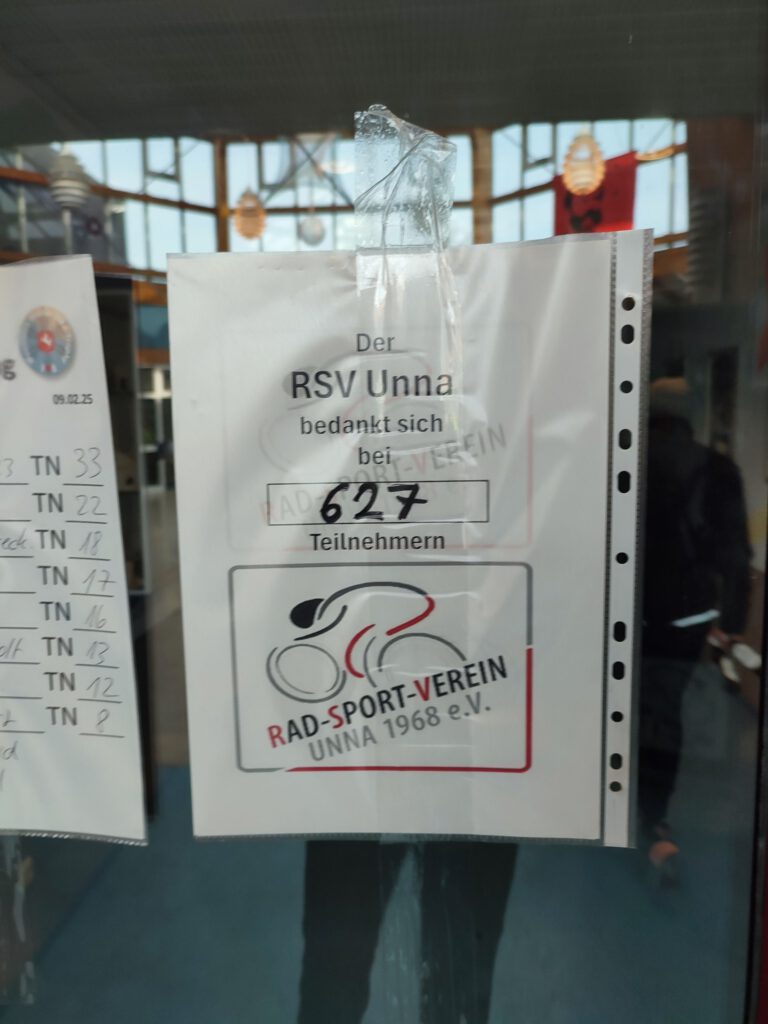 09.02.25
TN 33
TN 22
TN 18
TN 17
TN 16
TN 13
TN 12
TN 8
Der
RSV Unna
bedankt sich
bei
627
Teilnehmern
RAD-SPORT-VEREIN
UNNA 1968 e.V.